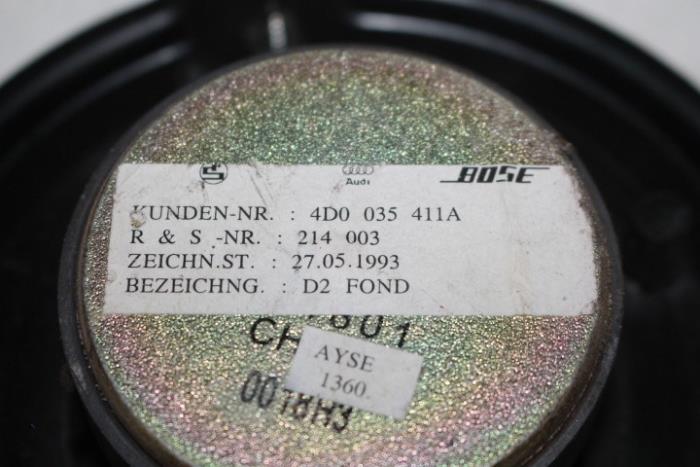 Audi BOSE
KUNDEN-NR. : 4D0 035 411A
R & S.-NR. : 214 003
ZEICHN.ST. : 27.05.1993
BEZEICHNG. : D2 FOND
AYSE
1360.